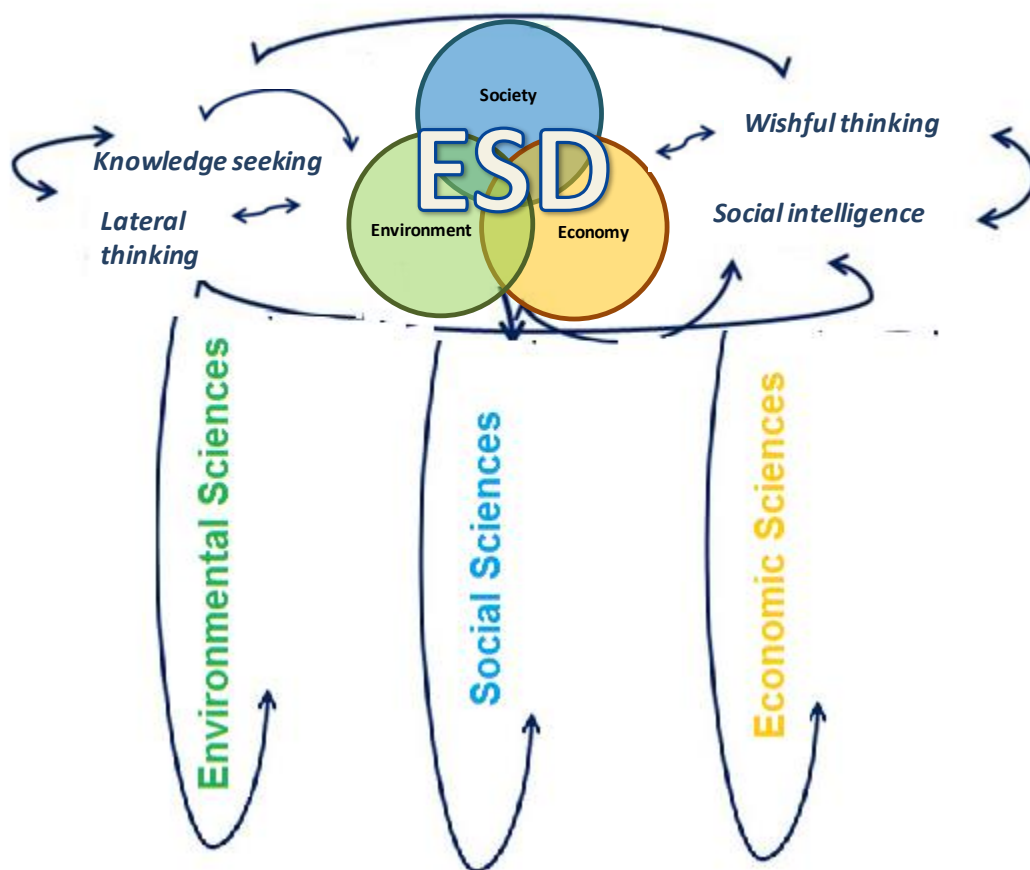 Society
ESD
Environment
Economy
Knowledge seeking
Lateral
thinking
Wishful thinking
Social intelligence
Environmental Sciences
Social Sciences
Economic Sciences